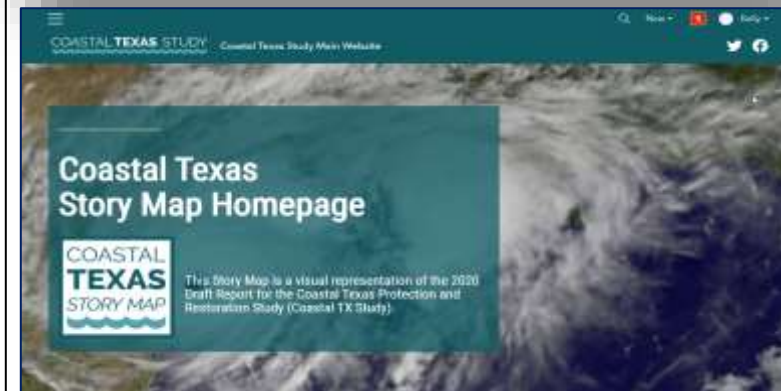 COASTAL TEXAS STUDY Coastal Texas Study Main Website
Coastal Texas
Story Map Homepage
COASTAL
TEXAS
STORY MAP
This Story Map is a visual representation of the 2020
Draft Report for the Coastal Texas Protection and
Restoration Study (Coastal TX Study).